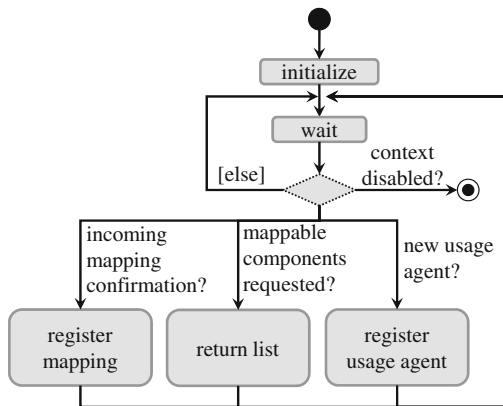 initialize
wait
[else]
context
disabled?
incoming
mapping
confirmation?
mappable
components
requested?
new usage
agent?
register
mapping
return list
register
usage agent